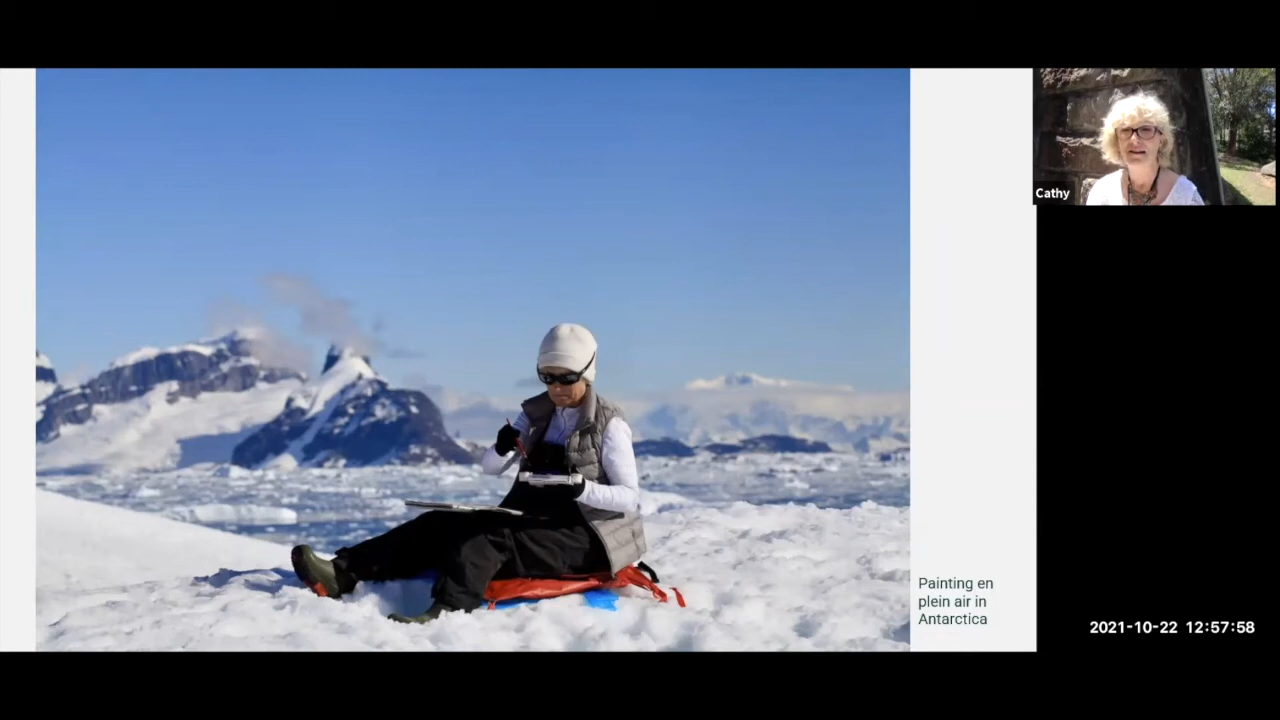 Cathy
Painting en
plein air in
Antarctica
2021-10-22 12:57:58